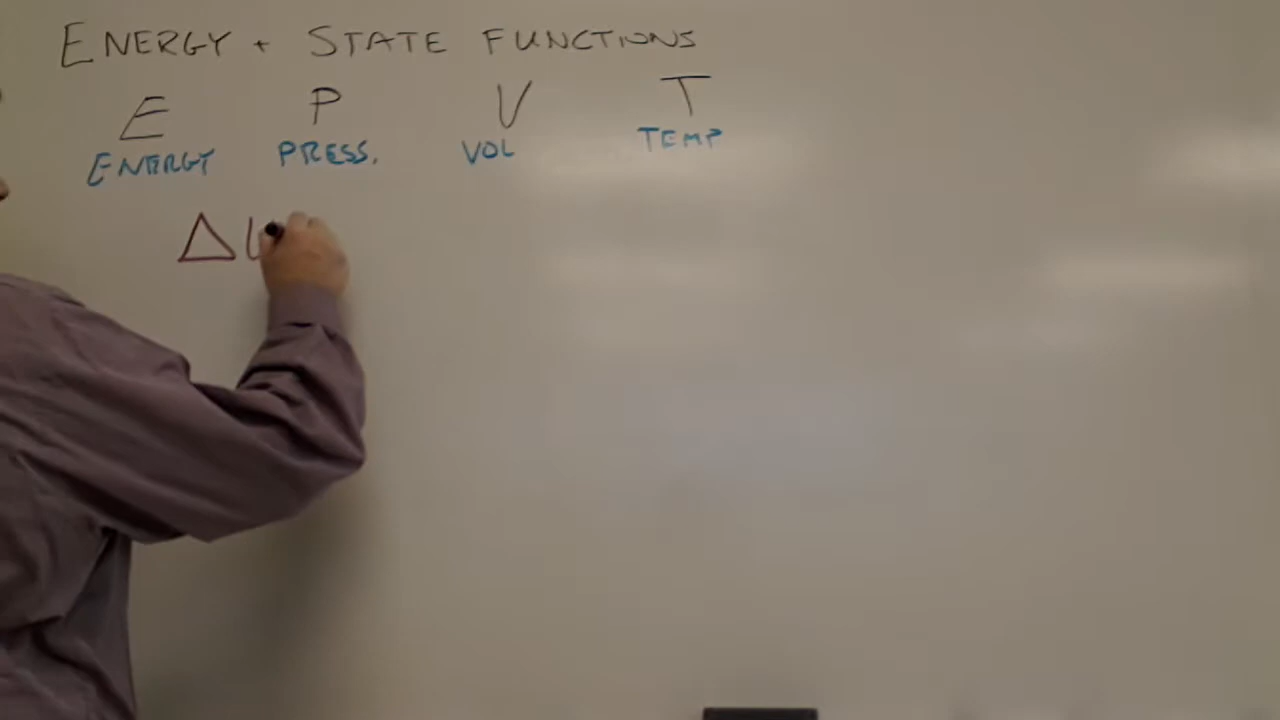 ENERGY + STATE FUNCTIONS
E P V T
ENERGY PRESS. VOL TEMP
Δ